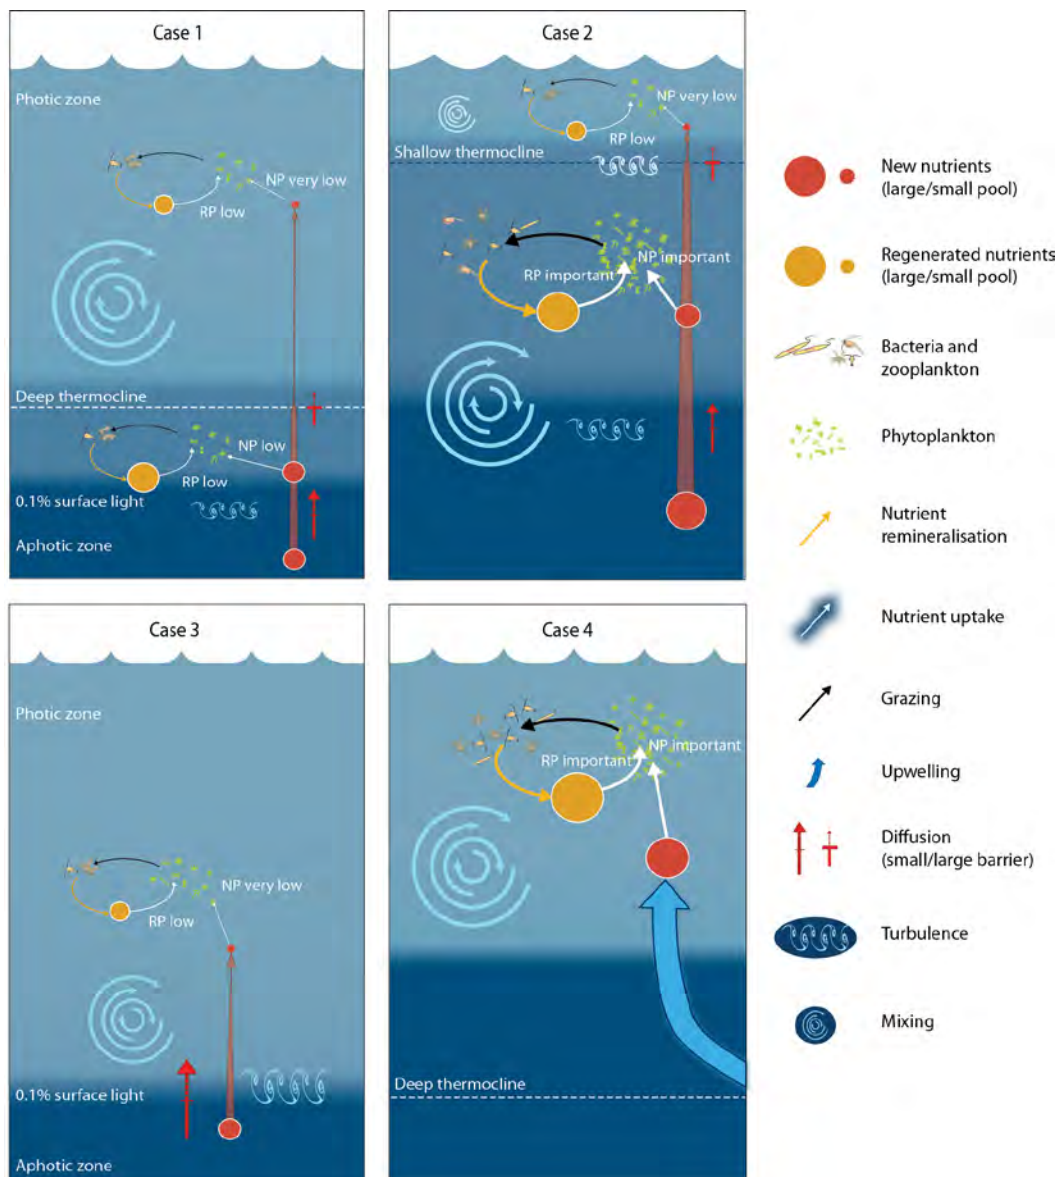 Case 1
Photic zone
NP very low
RP low
Deep thermocline
NP low
RP low
0.1% surface light
Aphotic zone
Case 2
NP very low
RP low
Shallow thermocline
NP important
RP important
Case 3
Photic zone
NP very low
RP low
0.1% surface light
Aphotic zone
Case 4
NP important
RP important
Deep thermocline
New nutrients
(large/small pool)
Regenerated nutrients
(large/small pool)
Bacteria and
zooplankton
Phytoplankton
Nutrient
remineralisation
Nutrient uptake
Grazing
Upwelling
Diffusion
(small/large barrier)
Turbulence
Mixing